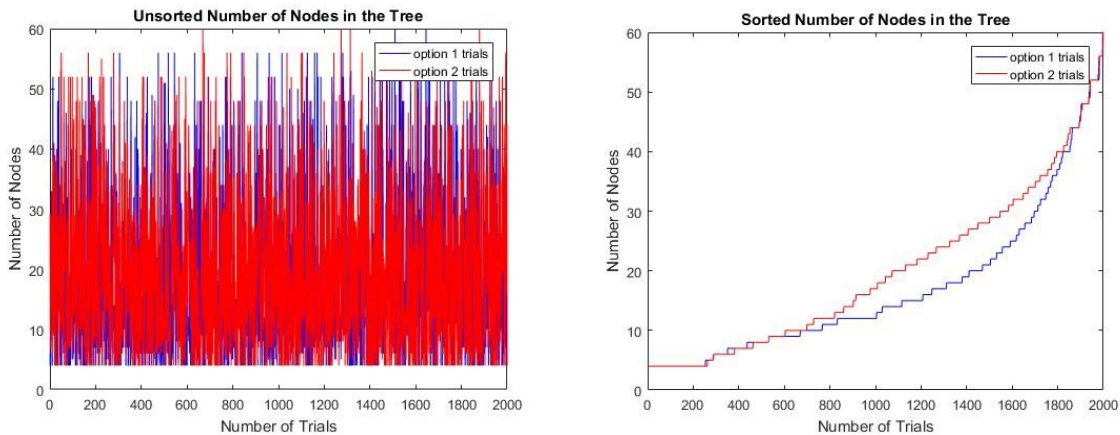 Unsorted Number of Nodes in the Tree
60
50
40
30
20
10
0
Number of Nodes
option 1 trials
option 2 trials
0 200 400 600 800 1000 1200 1400 1600 1800 2000
Number of Trials
Sorted Number of Nodes in the Tree
60
50
40
30
20
10
0
Number of Nodes
option 1 trials
option 2 trials
0 200 400 600 800 1000 1200 1400 1600 1800 2000
Number of Trials